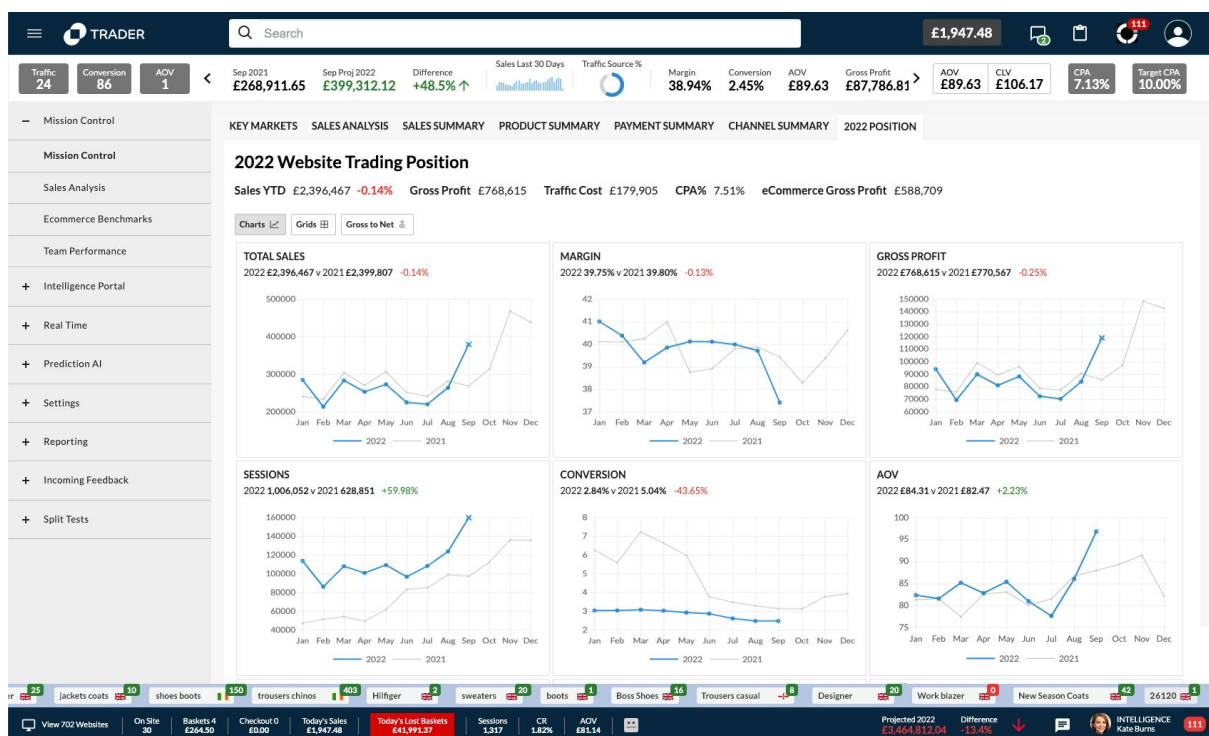 TRADER
Search
£1,947.48
2
111
Traffic 24
Conversion 86
AOV 1
Sep 2021 £268,911.65
Sep Proj 2022 £399,312.12
Difference +48.5%
Sales Last 30 Days
Traffic Source %
Margin 38.94%
Conversion 2.45%
AOV £89.63
Gross Profit £87,786.81
AOV £89.63
CLV £106.17
CPA 7.13%
Target CPA 10.00%
Mission Control
Mission Control
Sales Analysis
Ecommerce Benchmarks
Team Performance
+ Intelligence Portal
+ Real Time
+ Prediction AI
+ Settings
+ Reporting
+ Incoming Feedback
+ Split Tests
KEY MARKETS SALES ANALYSIS SALES SUMMARY PRODUCT SUMMARY PAYMENT SUMMARY CHANNEL SUMMARY 2022 POSITION
2022 Website Trading Position
Sales YTD £2,396,467 -0.14% Gross Profit £768,615 Traffic Cost £179,905 CPA% 7.51% eCommerce Gross Profit £588,709
Charts Grids Gross to Net
TOTAL SALES
2022 £2,396,467 v 2021 £2,399,807 -0.14%
500000
400000
300000
200000
Jan Feb Mar Apr May Jun Jul Aug Sep Oct Nov Dec
2022 2021
MARGIN
2022 39.75% v 2021 39.80% -0.13%
42
41
40
39
38
37
Jan Feb Mar Apr May Jun Jul Aug Sep Oct Nov Dec
2022 2021
GROSS PROFIT
2022 £768,615 v 2021 £770,567 -0.25%
150000
140000
130000
120000
110000
100000
90000
80000
70000
60000
Jan Feb Mar Apr May Jun Jul Aug Sep Oct Nov Dec
2022 2021
SESSIONS
2022 1,006,052 v 2021 628,851 +59.98%
160000
140000
120000
100000
80000
60000
40000
Jan Feb Mar Apr May Jun Jul Aug Sep Oct Nov Dec
2022 2021
CONVERSION
2022 2.84% v 2021 5.04% -43.65%
8
7
6
5
4
3
2
Jan Feb Mar Apr May Jun Jul Aug Sep Oct Nov Dec
2022 2021
AOV
2022 £84.31 v 2021 £82.47 +2.23%
100
95
90
85
80
75
Jan Feb Mar Apr May Jun Jul Aug Sep Oct Nov Dec
2022 2021
r 25 jackets coats 10 shoes boots 150 trousers chinos 403 Hilfiger 2 sweaters 20 boots 1 Boss Shoes 16 Trousers casual 8 Designer 20 Work blazer 0 New Season Coats 42 26120 1
View 702 Websites
On Site 30
Baskets 4 £264.50
Checkout 0 £0.00
Today's Sales £1,947.48
Today's Lost Baskets £41,991.37
Sessions 1,317
CR 1.82%
AOV £81.14
Projected 2022 £3,464,812.04
Difference -13.4%
INTELLIGENCE
Kate Burns
111